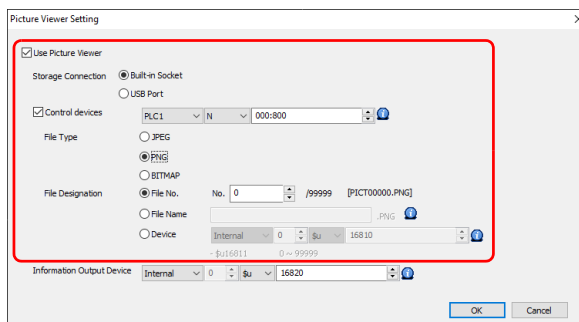 Picture Viewer Setting
Use Picture Viewer
Storage Connection Built-in Socket
USB Port
Control devices PLC1 N 000:800
File Type JPEG
PNG
BITMAP
File Designation File No. No. 0 /99999 [PICT00000.PNG]
File Name .PNG
Device Internal 0 $u 16810
- $u16811 0 ~ 99999
Information Output Device Internal 0 $u 16820
OK Cancel